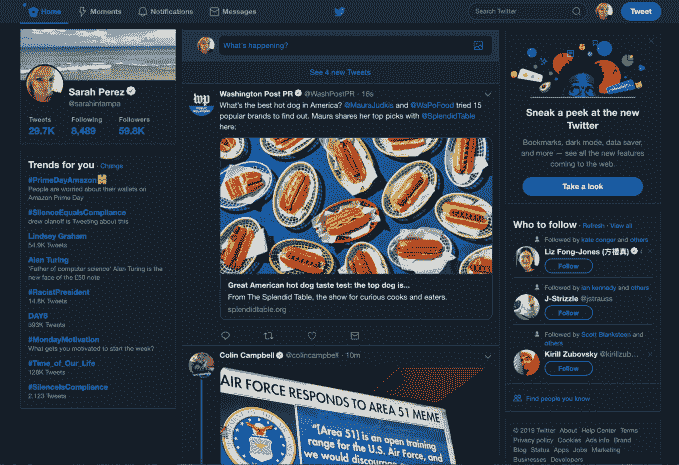 Home Moments Notifications Messages
Search Twitter
Tweet
Sarah Perez
@sarahintampa
Tweets Following Followers
29.7K 8,489 59.8K
Trends for you · Change
#PrimeDayAmazon
People are worried about their wallets on
Amazon Prime Day
#SilenceEqualsCompliance
drew olanoff is Tweeting about this
Lindsey Graham
54.9K Tweets
Alan Turing
'Father of computer science' Alan Turing is the
new face of the £50 note
#RacistPresident
14.8K Tweets
DAY6
393K Tweets
#MondayMotivation
What gets you motivated to start the week?
#Time_of_Our_Life
128K Tweets
#SilenceIsCompliance
2,120 Tweets
What's happening?
See 4 new Tweets
Washington Post PR @WashPostPR · 18s
What's the best hot dog in America? @MauraJudkis and @WaPoFood tried 15
popular brands to find out. Maura shares her top picks with @SplendidTable
here:
Great American hot dog taste test: the top dog is...
From The Splendid Table, the show for curious cooks and eaters.
splendidtable.org
Colin Campbell @colincampbell · 10m
AIR FORCE RESPONDS TO AREA 51 MEME
"[Area 51] is an open training
range for the U.S. Air Force, and
we would discourage
Sneak a peek at the new
Twitter
Bookmarks, dark mode, data saver,
and more — see all the new features
coming to the web.
Take a look
Who to follow · Refresh · View all
Followed by kate conger and others
Liz Fong-Jones (方禮真)
Follow
Followed by Ian kennedy and others
J-Strizzle @jstrauss
Follow
Followed by Scott Blanksteen and
others
Kirill Zubovsky @kirillzub...
Follow
Find people you know
© 2019 Twitter About Help Center Terms
Privacy policy Cookies Ads info Brand
Blog Status Apps Jobs Marketing
Businesses Developers